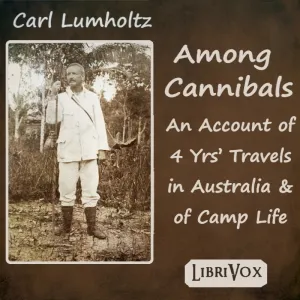 Carl Lumholtz
Among
Cannibals
An Account of
4 Yrs' Travels
in Australia &
of Camp Life
LIBRIVOX